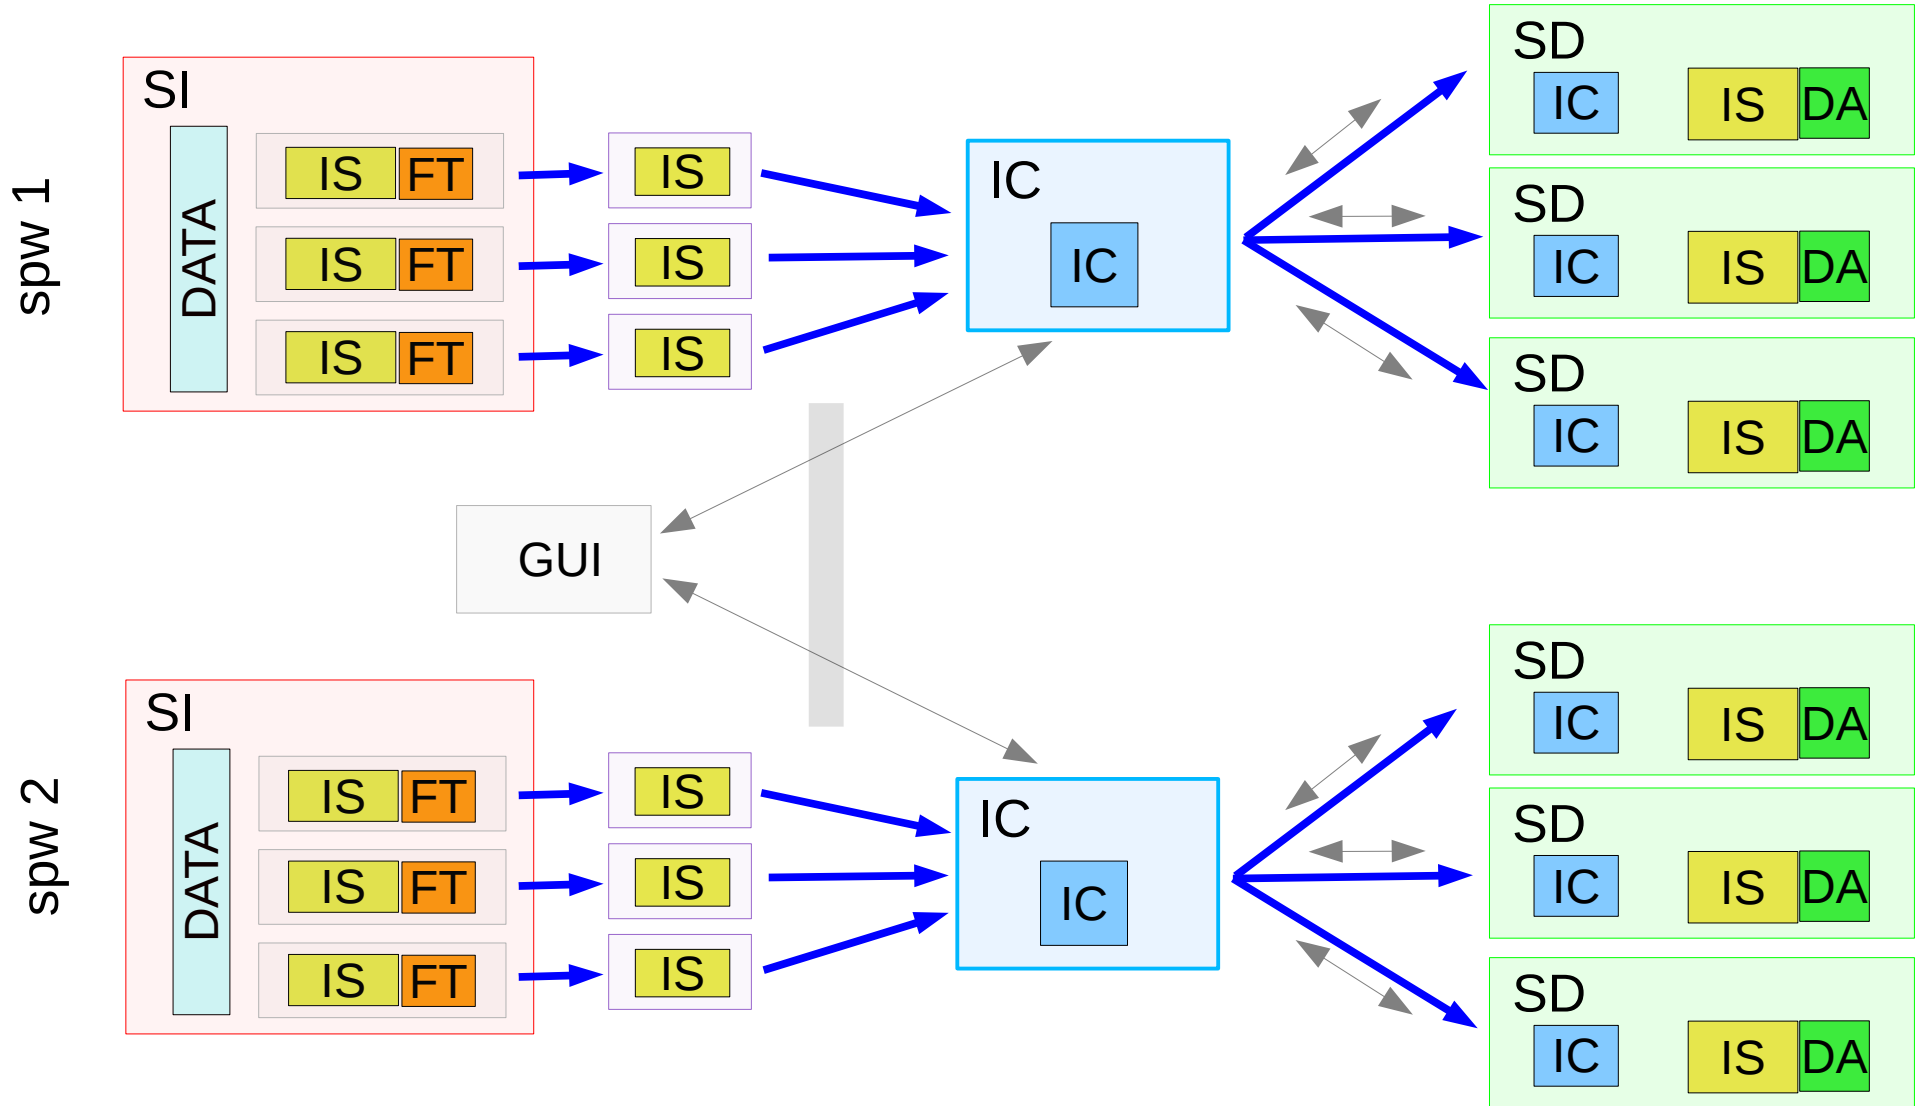 spw 1
SI
DATA
IS FT
IS FT
IS FT
IS
IS
IS
IC
IC
SD
IC IS DA
SD
IC IS DA
SD
IC IS DA
GUI
spw 2
SI
DATA
IS FT
IS FT
IS FT
IS
IS
IS
IC
IC
SD
IC IS DA
SD
IC IS DA
SD
IC IS DA